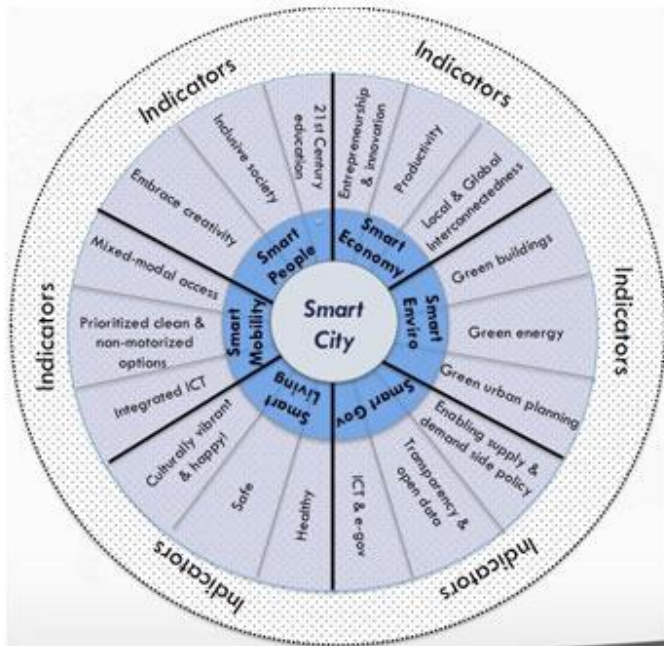 Indicators
Indicators
Indicators
Indicators
Indicators
Indicators
Smart
City
Smart
Economy
Entrepreneurship
& innovation
Productivity
Local & Global
Interconnectedness
Smart
Enviro
Green buildings
Green energy
Green urban planning
Smart Gov
Enabling supply &
demand side policy
Transparency &
open data
ICT & e-gov
Smart
Living
Healthy
Safe
Culturally vibrant
& happy!
Smart
Mobility
Integrated ICT
Prioritized clean &
non-motorized
options
Mixed-modal access
Smart
People
Embrace creativity
Inclusive society
21st Century
education